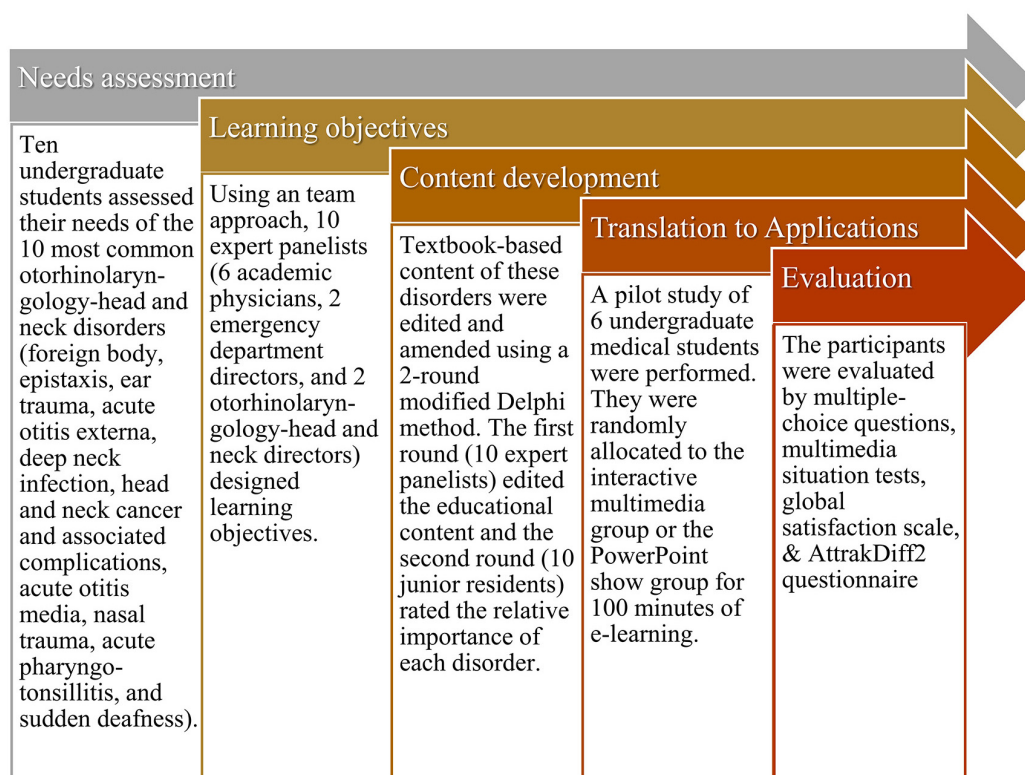 Needs assessment
Ten
undergraduate
students assessed
their needs of the
10 most common
otorhinolaryn-
gology-head and
neck disorders
(foreign body,
epistaxis, ear
trauma, acute
otitis externa,
deep neck
infection, head
and neck cancer
and associated
complications,
acute otitis
media, nasal
trauma, acute
pharyngo-
tonsillitis, and
sudden deafness).
Learning objectives
Using an team
approach, 10
expert panelists
(6 academic
physicians, 2
emergency
department
directors, and 2
otorhinolaryn-
gology-head and
neck directors)
designed
learning
objectives.
Content development
Textbook-based
content of these
disorders were
edited and
amended using a
2-round
modified Delphi
method. The first
round (10 expert
panelists) edited
the educational
content and the
second round (10
junior residents)
rated the relative
importance of
each disorder.
Translation to Applications
A pilot study of
6 undergraduate
medical students
were performed.
They were
randomly
allocated to the
interactive
multimedia
group or the
PowerPoint
show group for
100 minutes of
e-learning.
Evaluation
The participants
were evaluated
by multiple-
choice questions,
multimedia
situation tests,
global
satisfaction scale,
& AttrakDiff2
questionnaire